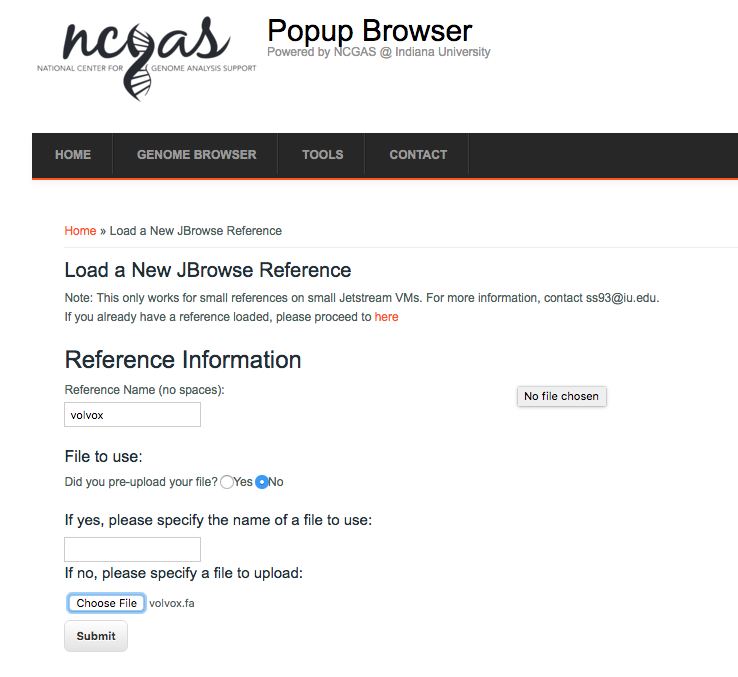 ncgas
NATIONAL CENTER FOR GENOME ANALYSIS SUPPORT
Popup Browser
Powered by NCGAS @ Indiana University
HOME GENOME BROWSER TOOLS CONTACT
Home » Load a New JBrowse Reference
Load a New JBrowse Reference
Note: This only works for small references on small Jetstream VMs. For more information, contact ss93@iu.edu.
If you already have a reference loaded, please proceed to here
Reference Information
Reference Name (no spaces):
No file chosen
volvox
File to use:
Did you pre-upload your file? Yes No
If yes, please specify the name of a file to use:
If no, please specify a file to upload:
Choose File volvox.fa
Submit